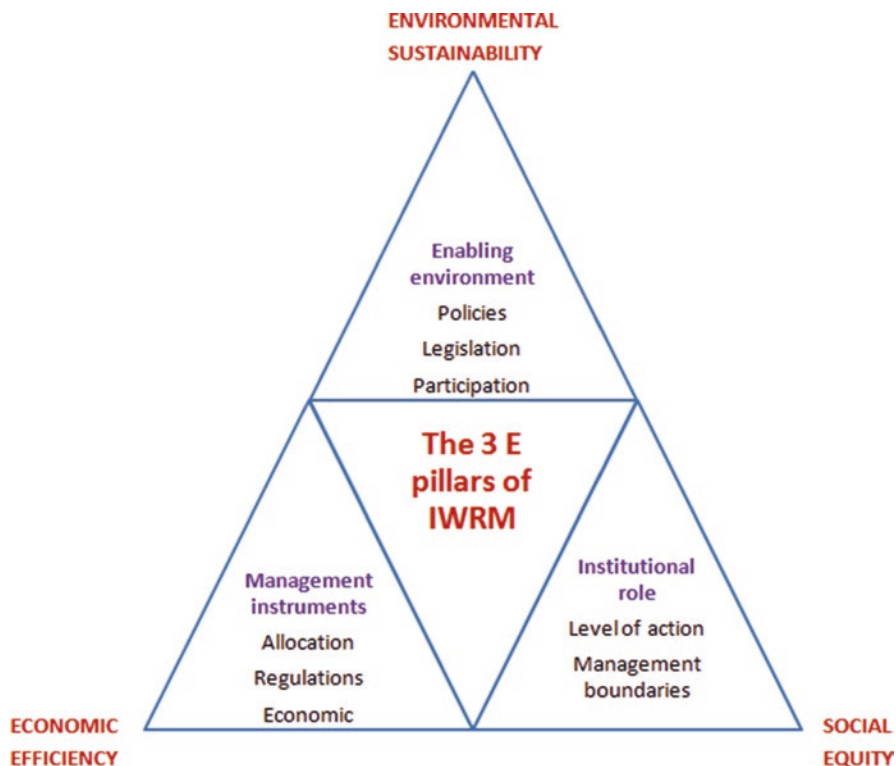 ENVIRONMENTAL
SUSTAINABILITY
Enabling
environment
Policies
Legislation
Participation
The 3 E
pillars of
IWRM
Management
instruments
Allocation
Regulations
Economic
Institutional
role
Level of action
Management
boundaries
ECONOMIC
EFFICIENCY
SOCIAL
EQUITY